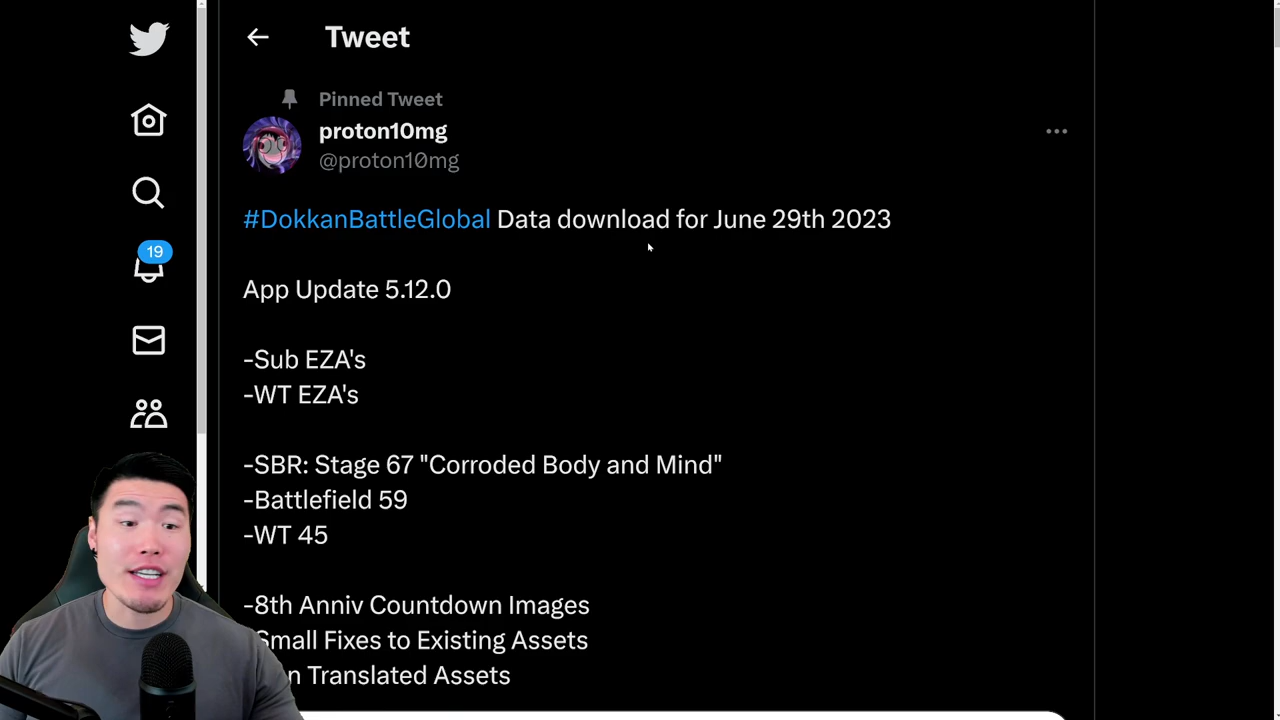 Tweet
Pinned Tweet
proton10mg
@proton10mg
#DokkanBattleGlobal Data download for June 29th 2023
App Update 5.12.0
-Sub EZA's
-WT EZA's
19
-SBR: Stage 67 "Corroded Body and Mind"
-Battlefield 59
-WT 45
-8th Anniv Countdown Images
Small Fixes to Existing Assets
Translated Assets